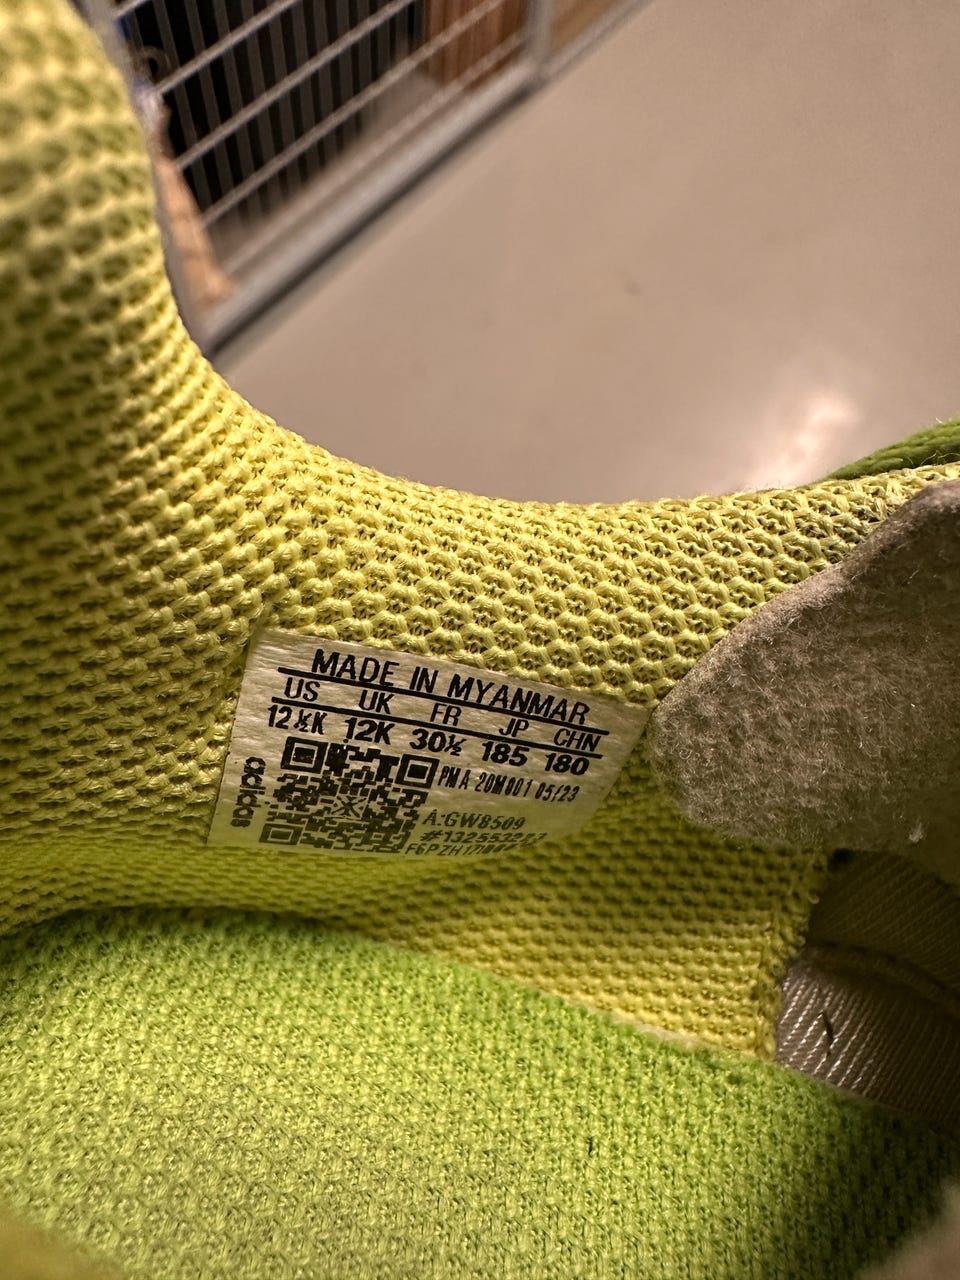 MADE IN MYANMAR
US UK FR JP CHN
12½K 12K 30½ 185 180
PMA 20M001 05/23
adidas
A:GW8509